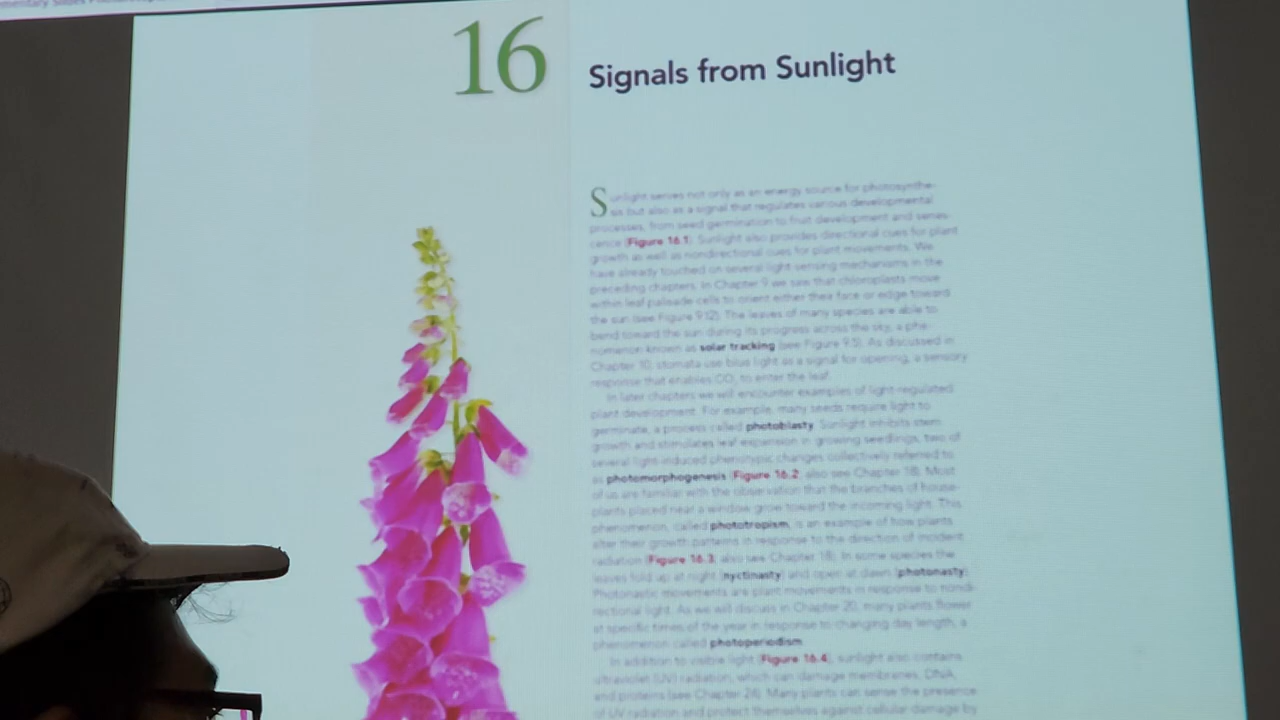 16
Signals from Sunlight
Sunlight serves not only as an energy source for photosynthe-
sis but also as a signal that regulates various developmental
processes, from seed germination to fruit development and senes-
cence (Figure 16.1). Sunlight also provides directional cues for plant
growth as well as nondirectional cues for plant movements. We
have already touched on several light-sensing mechanisms in the
preceding chapters. In Chapter 9 we saw that chloroplasts move
within leaf palisade cells to orient either their face or edge toward
the sun (see Figure 9.12). The leaves of many species are able to
bend toward the sun during its progress across the sky, a phe-
nomenon known as solar tracking (see Figure 9.5). As discussed in
Chapter 10, stomata use blue light as a signal for opening, a sensory
response that enables CO₂ to enter the leaf.
In later chapters we will encounter examples of light-regulated
plant development. For example, many seeds require light to
germinate, a process called photoblasty. Sunlight inhibits stem
growth and stimulates leaf expansion in growing seedlings, two of
several light-induced phenotypic changes collectively referred to
as photomorphogenesis (Figure 16.2; also see Chapter 18). Most
of us are familiar with the observation that the branches of house-
plants placed near a window grow toward the incoming light. This
phenomenon, called phototropism, is an example of how plants
alter their growth patterns in response to the direction of incident
radiation (Figure 16.3; also see Chapter 18). In some species the
leaves fold up at night (nyctinasty) and open at dawn (photonasty).
Photonastic movements are plant movements in response to nondi-
rectional light. As we will discuss in Chapter 20, many plants flower
at specific times of the year in response to changing day length, a
phenomenon called photoperiodism.
In addition to visible light (Figure 16.4), sunlight also contains
ultraviolet (UV) radiation, which can damage membranes, DNA,
and proteins (see Chapter 24). Many plants can sense the presence
of UV radiation and protect themselves against cellular damage by